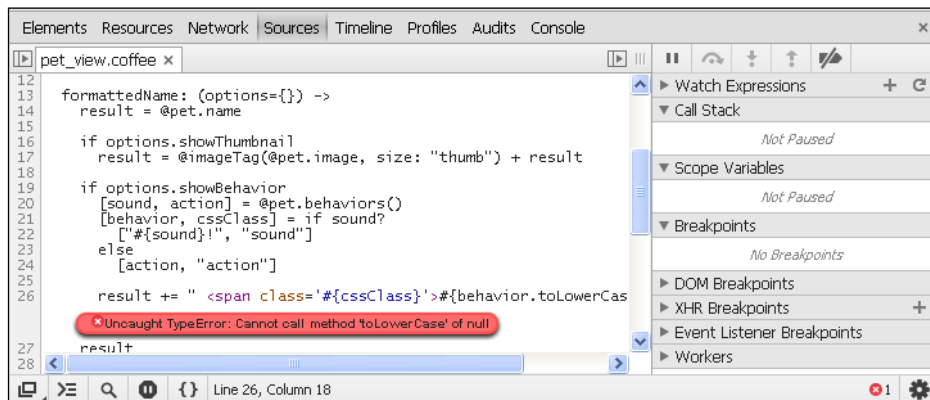 Elements Resources Network Sources Timeline Profiles Audits Console ×
pet_view.coffee ×
12
13 formattedName: (options={}) ->
14 result = @pet.name
15
16 if options.showThumbnail
17 result = @imageTag(@pet.image, size: "thumb") + result
18
19 if options.showBehavior
20 [sound, action] = @pet.behaviors()
21 [behavior, cssClass] = if sound?
22 ["#{sound}!", "sound"]
23 else
24 [action, "action"]
25
26 result += " <span class='#{cssClass}'>#{behavior.toLowerCas
Uncaught TypeError: Cannot call method 'toLowerCase' of null
27 result
28
Watch Expressions
Call Stack
Not Paused
Scope Variables
Not Paused
Breakpoints
No Breakpoints
DOM Breakpoints
XHR Breakpoints
Event Listener Breakpoints
Workers
{} Line 26, Column 18
1